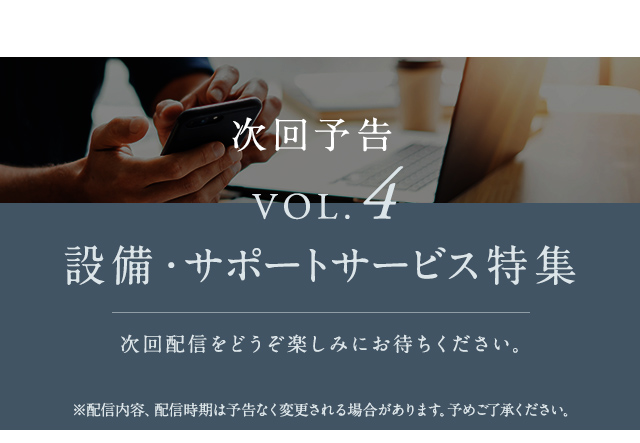 次回予告
VOL. 4
設備・サポートサービス特集
次回配信をどうぞ楽しみにお待ちください。
※配信内容、配信時期は予告なく変更される場合があります。予めご了承ください。